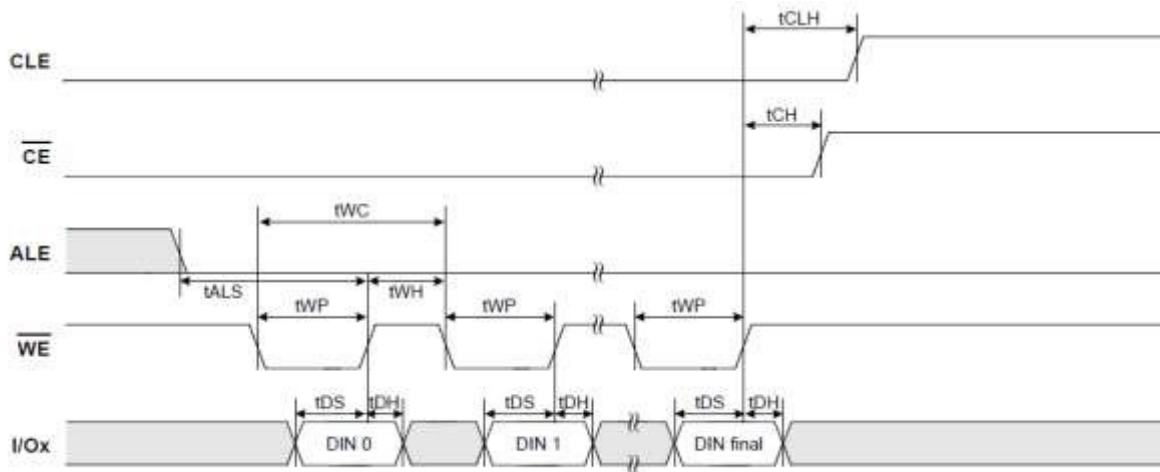 tCLH
CLE
tCH
CE
tWC
ALE
tALS
tWH
tWP
tWP
tWP
WE
tDS
tDH
tDS
tDH
tDS
tDH
I/Ox
DIN 0
DIN 1
DIN final